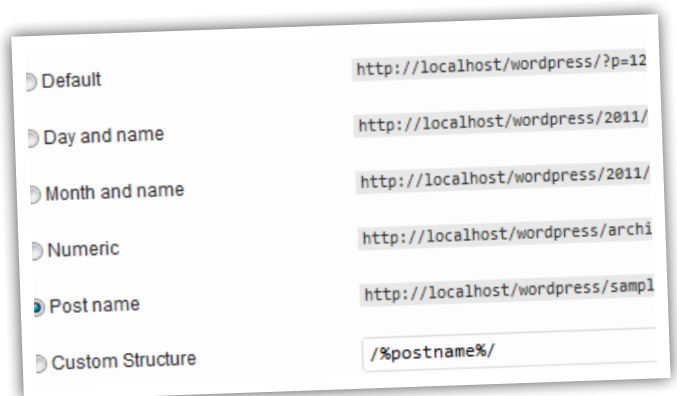 Default http://localhost/wordpress/?p=12
Day and name http://localhost/wordpress/2011/
Month and name http://localhost/wordpress/2011/
Numeric http://localhost/wordpress/archi
Post name http://localhost/wordpress/sampl
Custom Structure /%postname%/